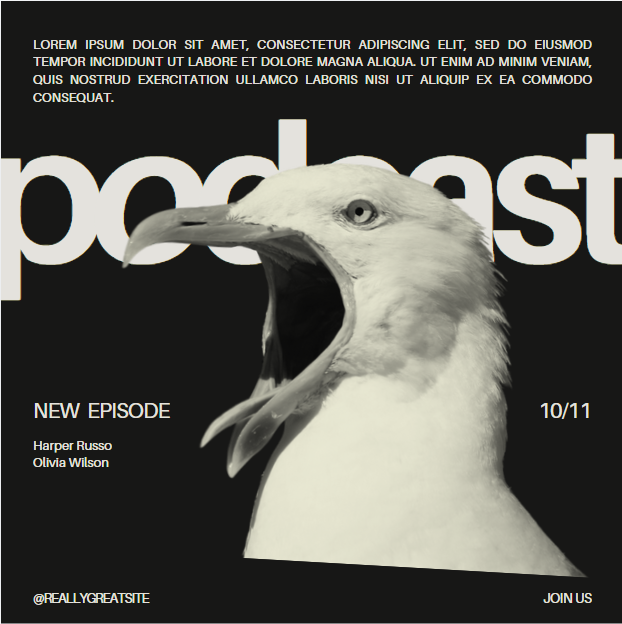 LOREM IPSUM DOLOR SIT AMET, CONSECTETUR ADIPISCING ELIT, SED DO EIUSMOD
TEMPOR INCIDIDUNT UT LABORE ET DOLORE MAGNA ALIQUA. UT ENIM AD MINIM VENIAM,
QUIS NOSTRUD EXERCITATION ULLAMCO LABORIS NISI UT ALIQUIP EX EA COMMODO
CONSEQUAT.
podcast
NEW EPISODE
10/11
Harper Russo
Olivia Wilson
@REALLYGREATSITE
JOIN US